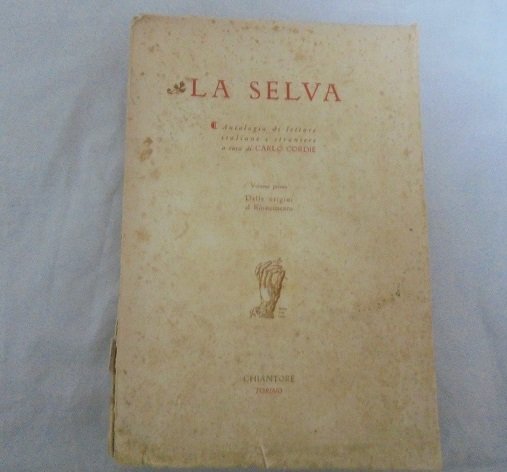 LA SELVA
Antologia di letture
italiane e straniere
a cura di CARLO CORDIÉ
Volume primo
Dalle origini
al Rinascimento
CHIANTORE
TORINO